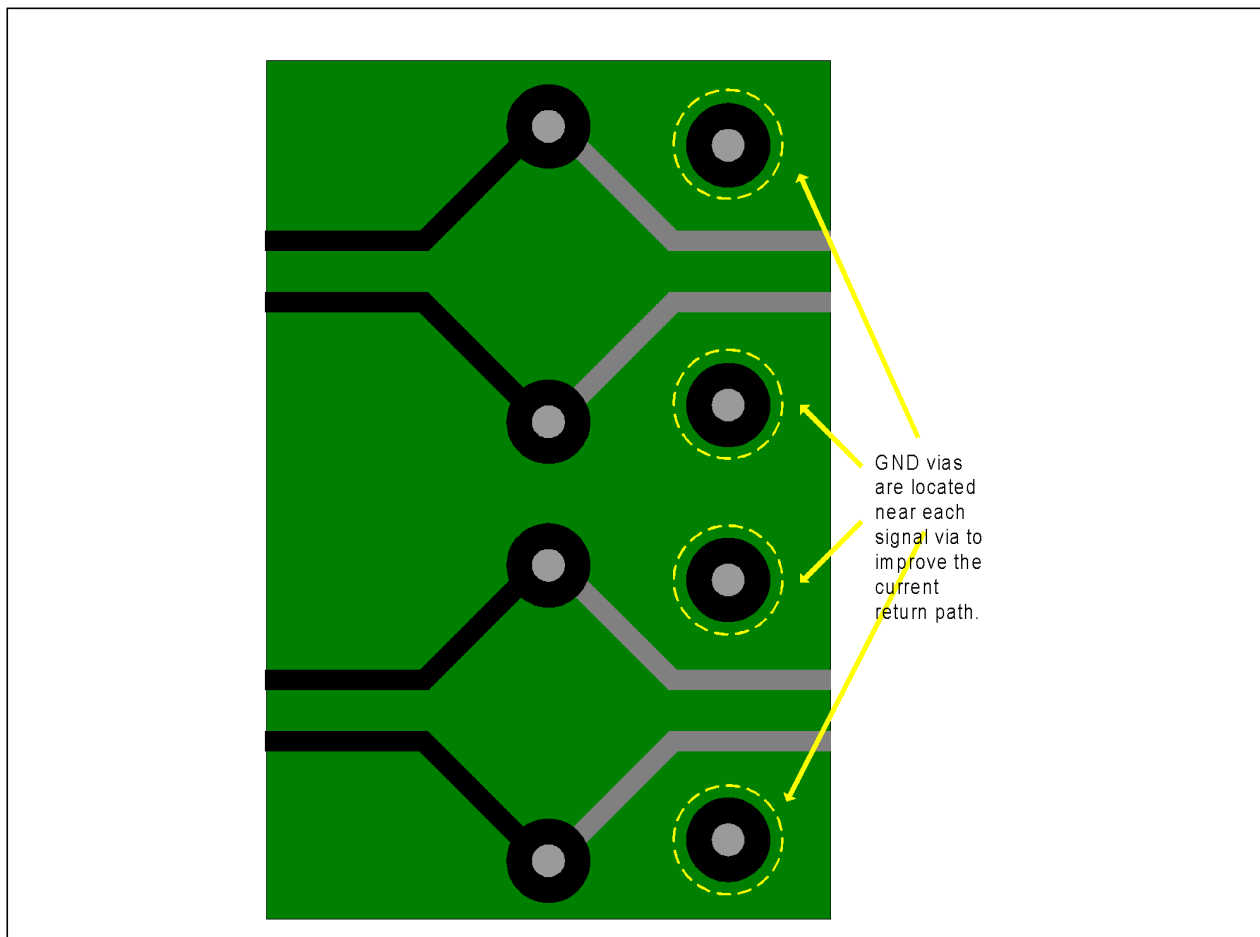 GND vias
are located
near each
signal via to
improve the
current
return path.